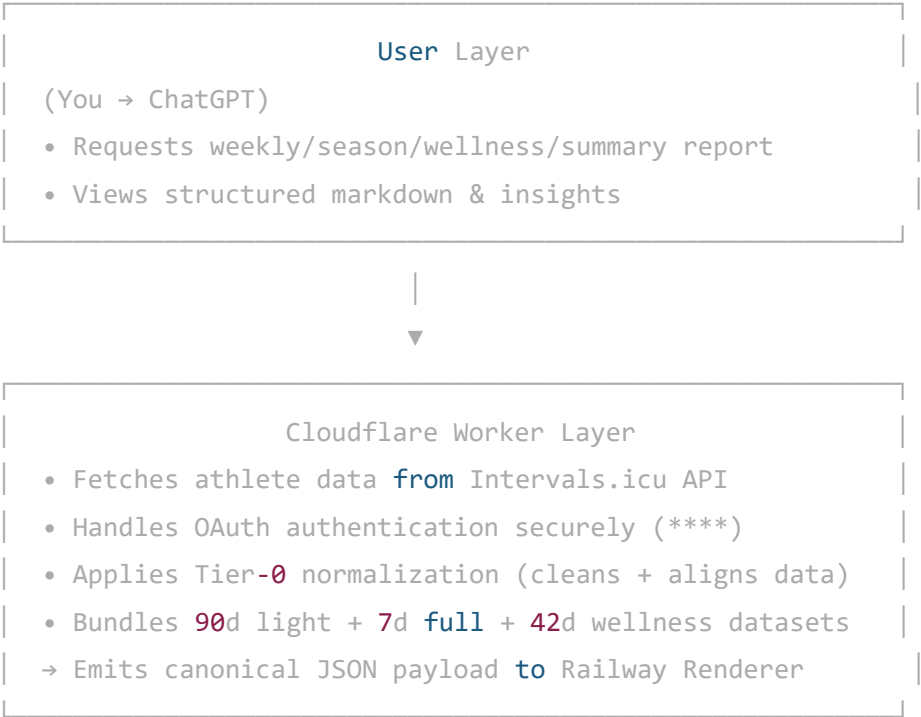 User Layer
(You → ChatGPT)
• Requests weekly/season/wellness/summary report
• Views structured markdown & insights
Cloudflare Worker Layer
• Fetches athlete data from Intervals.icu API
• Handles OAuth authentication securely (****)
• Applies Tier-0 normalization (cleans + aligns data)
• Bundles 90d light + 7d full + 42d wellness datasets
→ Emits canonical JSON payload to Railway Renderer